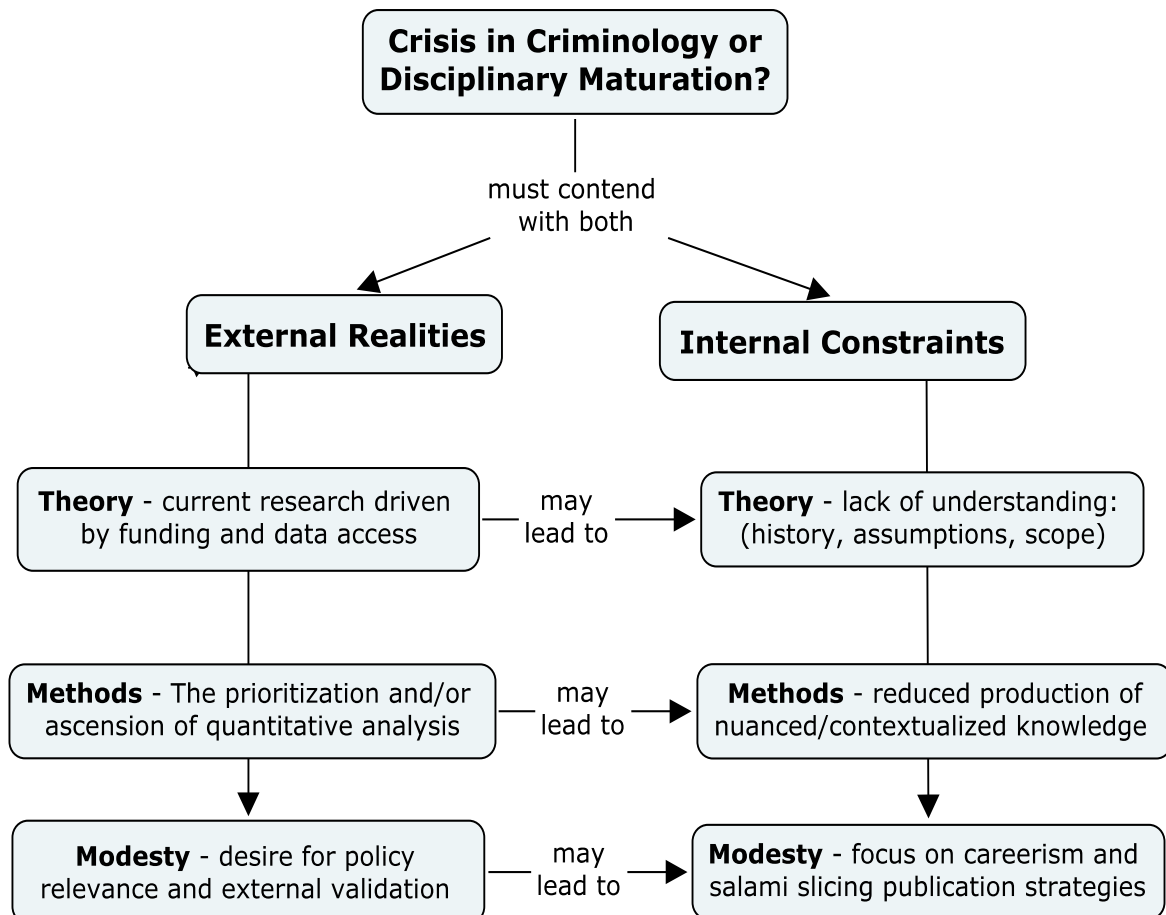 Crisis in Criminology or
Disciplinary Maturation?
must contend
with both
External Realities
Internal Constraints
Theory - current research driven
by funding and data access
may
lead to
Theory - lack of understanding:
(history, assumptions, scope)
Methods - The prioritization and/or
ascension of quantitative analysis
may
lead to
Methods - reduced production of
nuanced/contextualized knowledge
Modesty - desire for policy
relevance and external validation
may
lead to
Modesty - focus on careerism and
salami slicing publication strategies